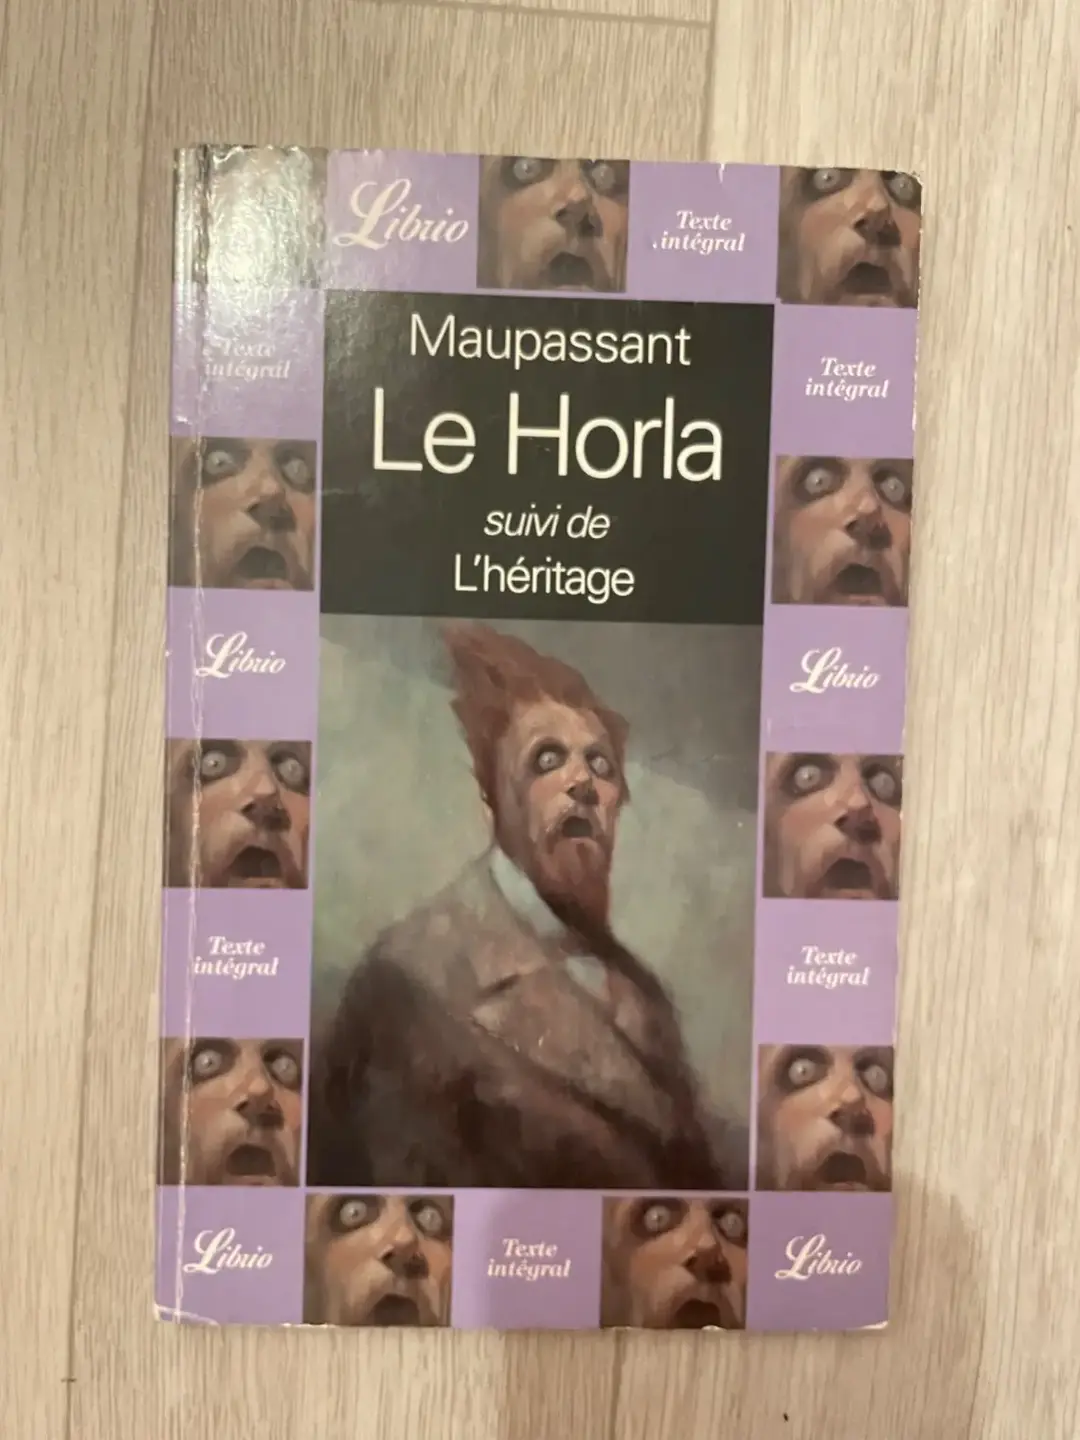 Librio
Texte
intégral
Texte
intégral
Maupassant
Le Horla
suivi de
L'héritage
Texte
intégral
Librio
Librio
Texte
intégral
Texte
intégral
Librio
Texte
intégral
Librio